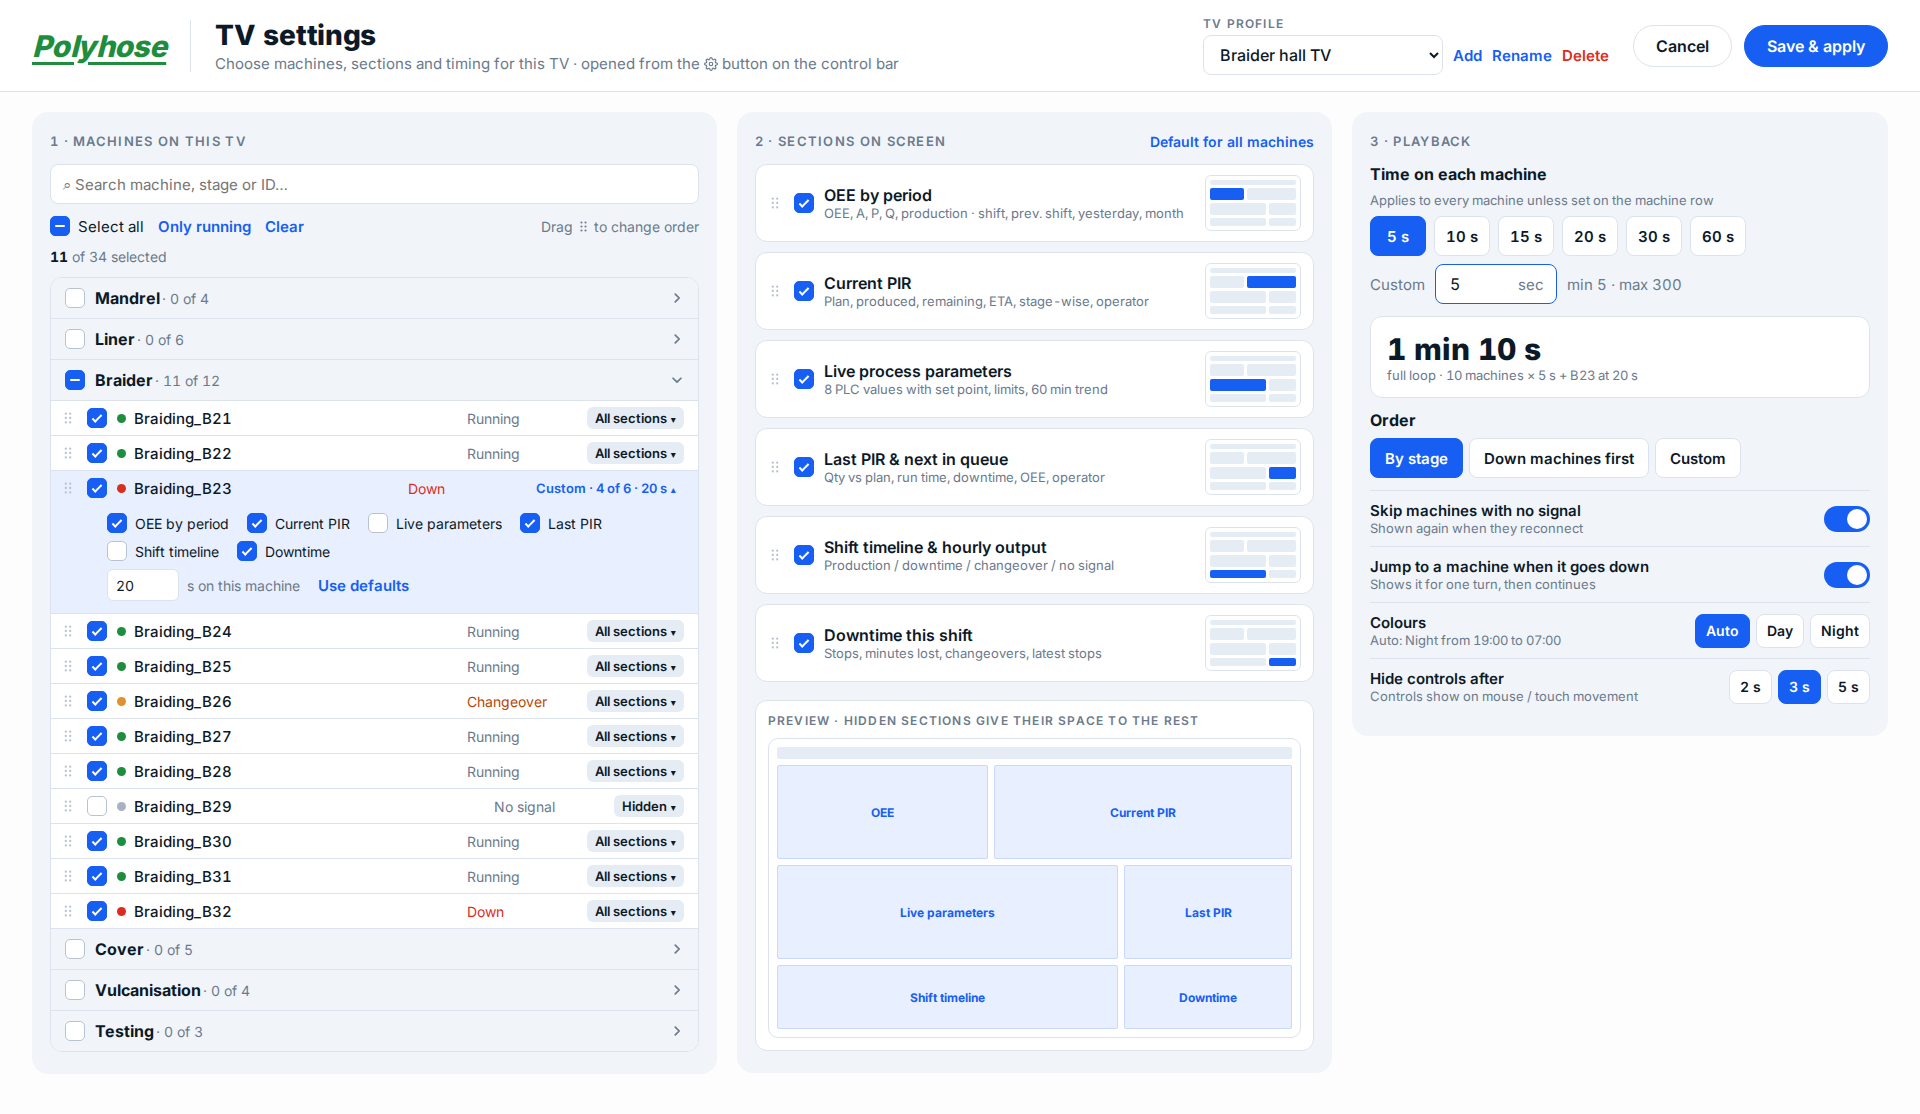 Polyhose
TV settings
Choose machines, sections and timing for this TV · opened from the button on the control bar
TV PROFILE
Braider hall TV
Add Rename Delete
Cancel
Save & apply
1 · MACHINES ON THIS TV
Search machine, stage or ID...
Select all Only running Clear
Drag ⠿ to change order
11 of 34 selected
Mandrel · 0 of 4
Liner · 0 of 6
Braider · 11 of 12
Braiding_B21 Running All sections ▾
Braiding_B22 Running All sections ▾
Braiding_B23 Down Custom · 4 of 6 · 20 s ▴
OEE by period Current PIR Live parameters Last PIR
Shift timeline Downtime
20 s on this machine Use defaults
Braiding_B24 Running All sections ▾
Braiding_B25 Running All sections ▾
Braiding_B26 Changeover All sections ▾
Braiding_B27 Running All sections ▾
Braiding_B28 Running All sections ▾
Braiding_B29 No signal Hidden ▾
Braiding_B30 Running All sections ▾
Braiding_B31 Running All sections ▾
Braiding_B32 Down All sections ▾
Cover · 0 of 5
Vulcanisation · 0 of 4
Testing · 0 of 3
2 · SECTIONS ON SCREEN
Default for all machines
OEE by period
OEE, A, P, Q, production · shift, prev. shift, yesterday, month
Current PIR
Plan, produced, remaining, ETA, stage-wise, operator
Live process parameters
8 PLC values with set point, limits, 60 min trend
Last PIR & next in queue
Qty vs plan, run time, downtime, OEE, operator
Shift timeline & hourly output
Production / downtime / changeover / no signal
Downtime this shift
Stops, minutes lost, changeovers, latest stops
PREVIEW · HIDDEN SECTIONS GIVE THEIR SPACE TO THE REST
OEE Current PIR
Live parameters Last PIR
Shift timeline Downtime
3 · PLAYBACK
Time on each machine
Applies to every machine unless set on the machine row
5 s 10 s 15 s 20 s 30 s 60 s
Custom 5 sec min 5 · max 300
1 min 10 s
full loop · 10 machines × 5 s + B23 at 20 s
Order
By stage Down machines first Custom
Skip machines with no signal
Shown again when they reconnect
Jump to a machine when it goes down
Shows it for one turn, then continues
Colours
Auto: Night from 19:00 to 07:00
Auto Day Night
Hide controls after
Controls show on mouse / touch movement
2 s 3 s 5 s